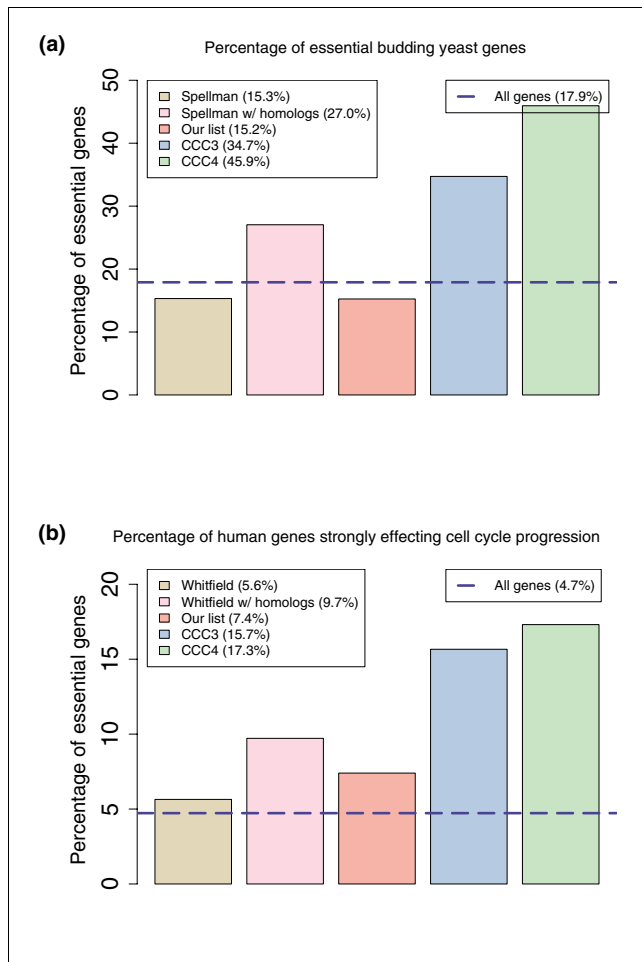 (a)
Percentage of essential budding yeast genes
Percentage of essential genes
50
40
30
20
10
0
Spellman (15.3%)
Spellman w/ homologs (27.0%)
Our list (15.2%)
CCC3 (34.7%)
CCC4 (45.9%)
All genes (17.9%)
(b)
Percentage of human genes strongly effecting cell cycle progression
Percentage of essential genes
20
15
10
5
0
Whitfield (5.6%)
Whitfield w/ homologs (9.7%)
Our list (7.4%)
CCC3 (15.7%)
CCC4 (17.3%)
All genes (4.7%)